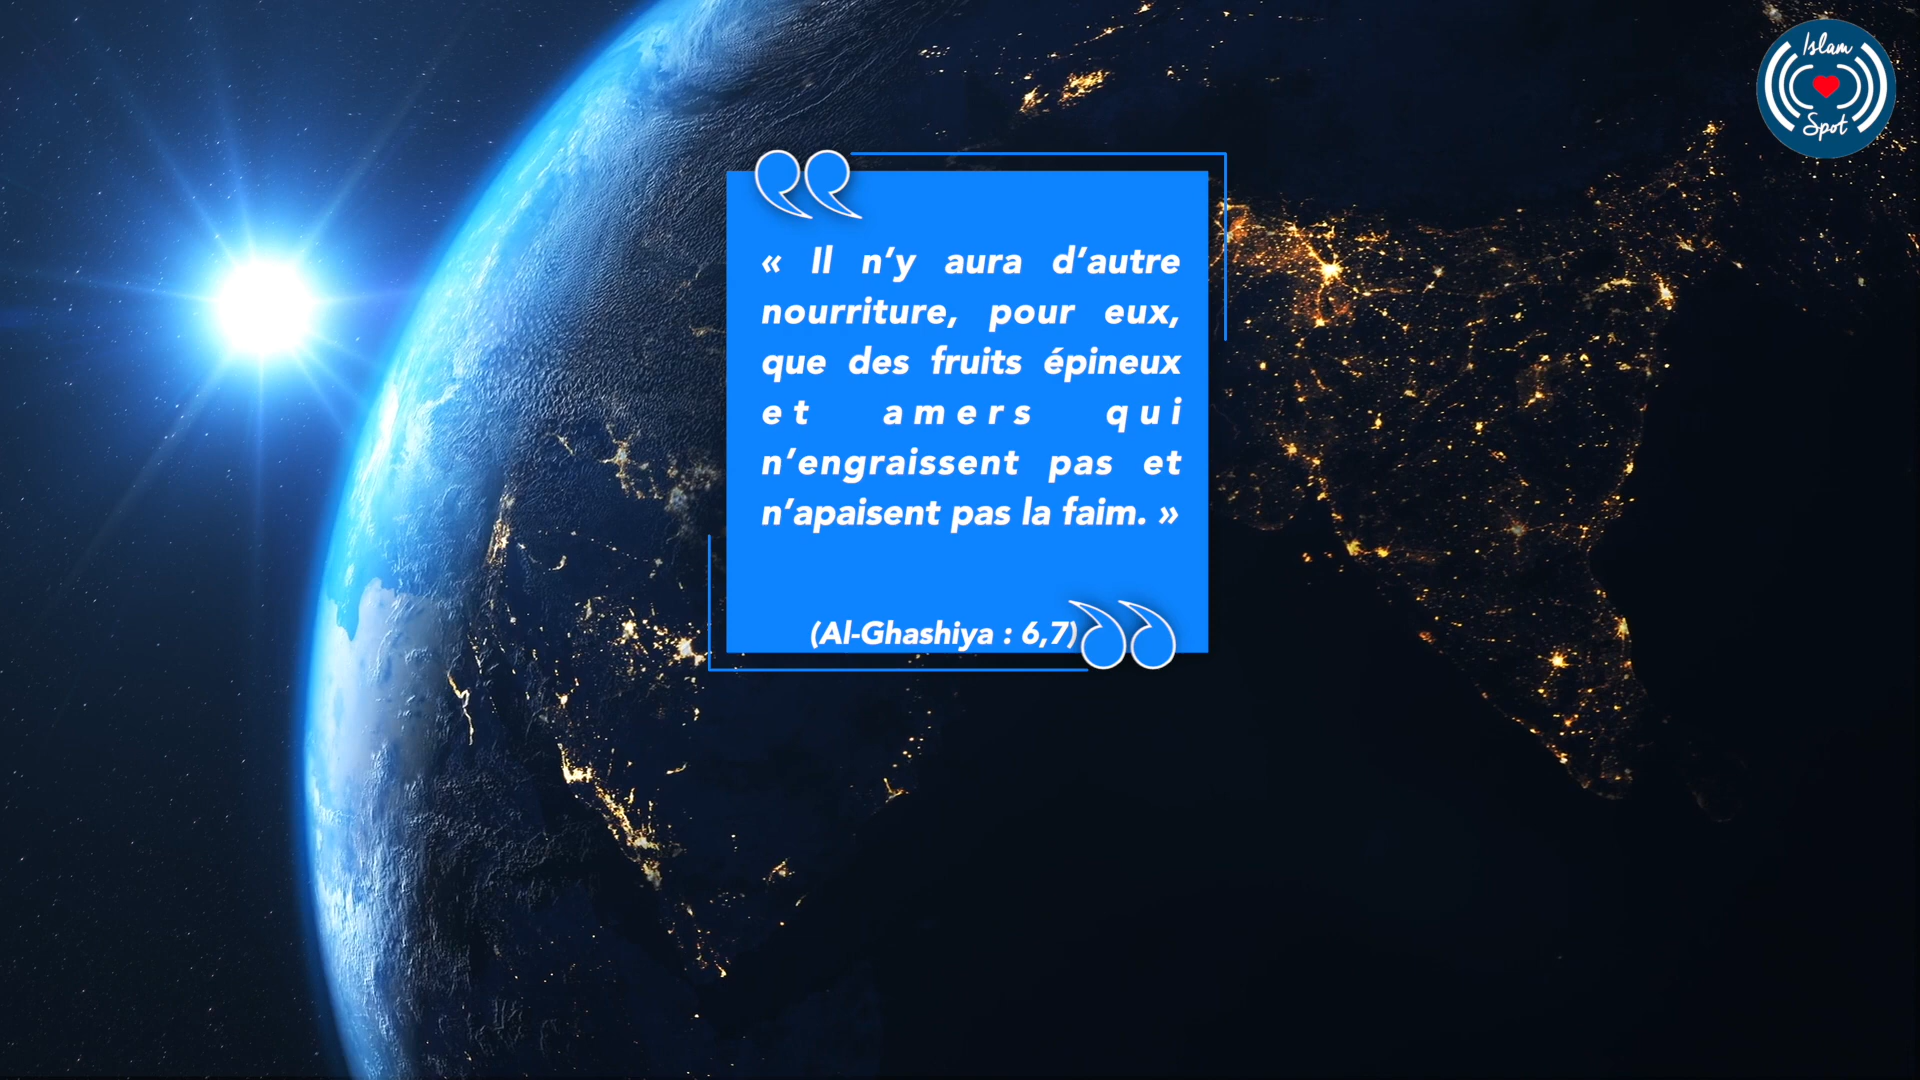 Islam
Spot
« Il n’y aura d’autre
nourriture, pour eux,
que des fruits épineux
et amers qui
n’engraissent pas et
n’apaisent pas la faim. »
(Al-Ghashiya : 6,7)